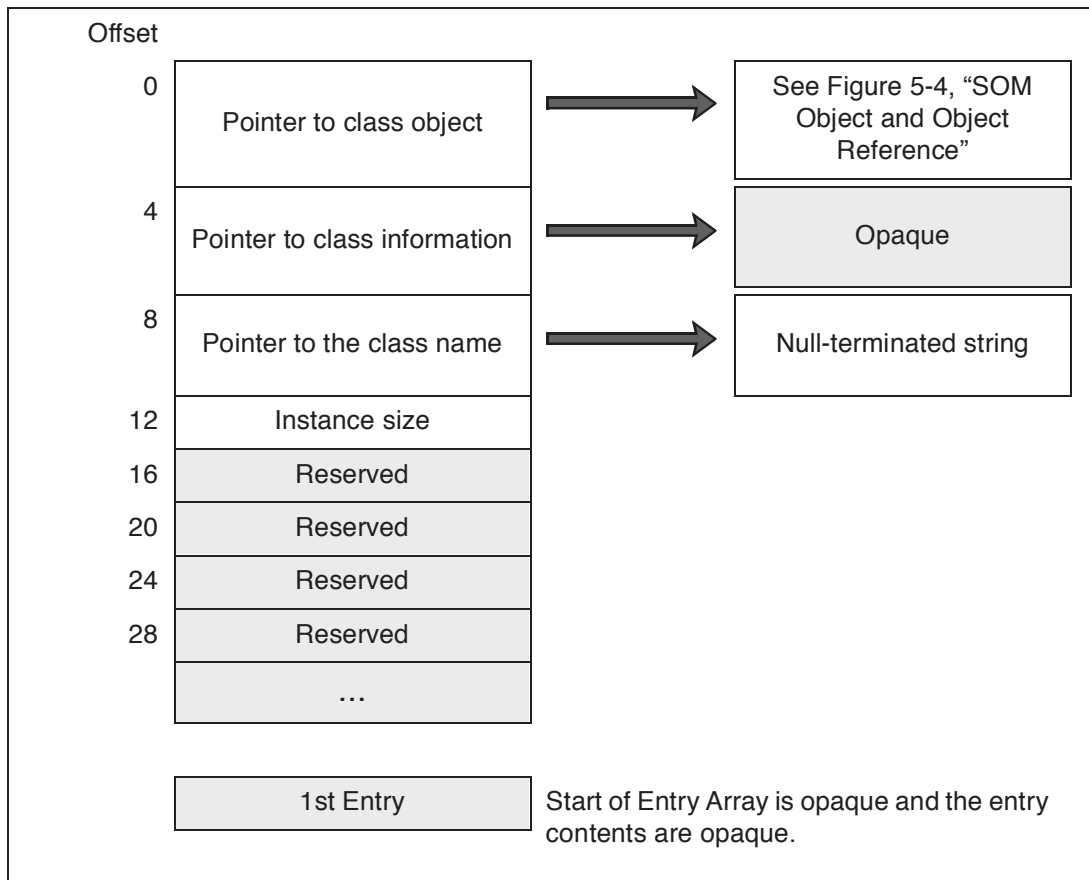 Offset
0
Pointer to class object
See Figure 5-4, “SOM
Object and Object
Reference”
4
Pointer to class information
Opaque
8
Pointer to the class name
Null-terminated string
12
Instance size
16
Reserved
20
Reserved
24
Reserved
28
Reserved
...
1st Entry
Start of Entry Array is opaque and the entry
contents are opaque.